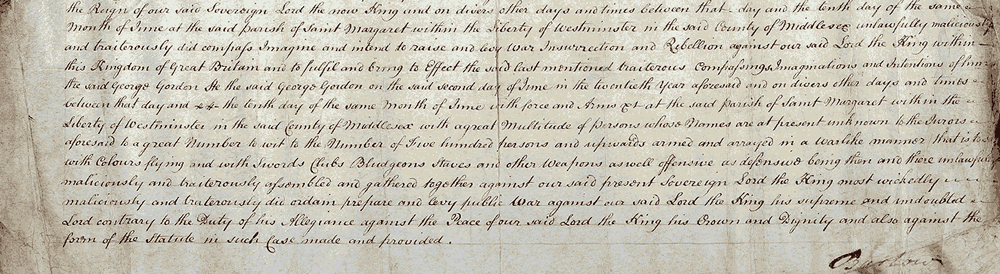 the Reign of our said Sovereign Lord the now King and on divers other days and times between that day and the tenth day of the same
Month of June at the said Parish of Saint Margaret within the Liberty of Westminster in the said County of Middlesex unlawfully maliciously
and traiterously did compass Imagine and intend to raise and levy War Insurrection and Rebellion against our said Lord the King within
this Kingdom of Great Britain and to fulfil and bring to Effect the said last mentioned traiterous Compassings Imaginations and Intentions of him
the said George Gordon He the said George Gordon on the said second day of June in the twentieth Year aforesaid and on divers other days and times
between that day and the tenth day of the same Month of June with force and Arms &c at the said Parish of Saint Margaret within the
Liberty of Westminster in the said County of Middlesex with a great Multitude of Persons whose Names are at present unknown to the Jurors
aforesaid to a great Number to wit to the Number of Five hundred persons and upwards armed and arrayed in a warlike manner that is to say
with Colours flying and with Swords Clubs Bludgeons Staves and other Weapons as well offensive as defensive being then and there unlawfully
maliciously and traiterously assembled and gathered together against our said present Sovereign Lord the King most wickedly
maliciously and traiterously did ordain prepare and levy public War against our said Lord the King his supreme and undoubted
Lord contrary to the Duty of his Allegiance against the Peace of our said Lord the King his Crown and Dignity and also against the
form of the Statute in such Case made and provided.